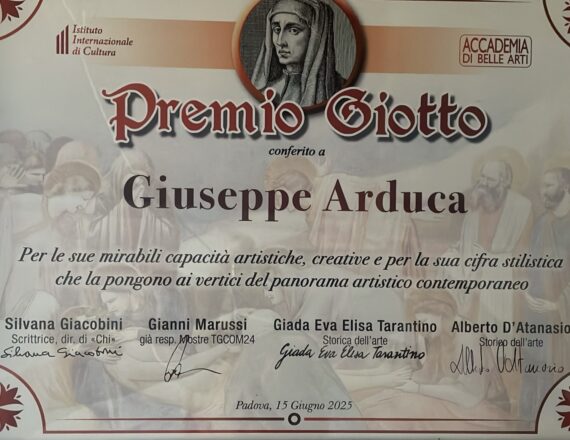 Istituto
Internazionale
di Cultura
ACCADEMIA
DI BELLE ARTI
Premio Giotto
conferito a
Giuseppe Arduca
Per le sue mirabili capacità artistiche, creative e per la sua cifra stilistica
che la pongono ai vertici del panorama artistico contemporaneo
Silvana Giacobini
Scrittrice, dir. di «Chi»
Silvana Giacobini
Gianni Marussi
già resp. Mostre TGCOM24
Giada Eva Elisa Tarantino
Storica dell'arte
Giada Eva Elisa Tarantino
Alberto D'Atanasio
Storico dell'arte
Padova, 15 Giugno 2025